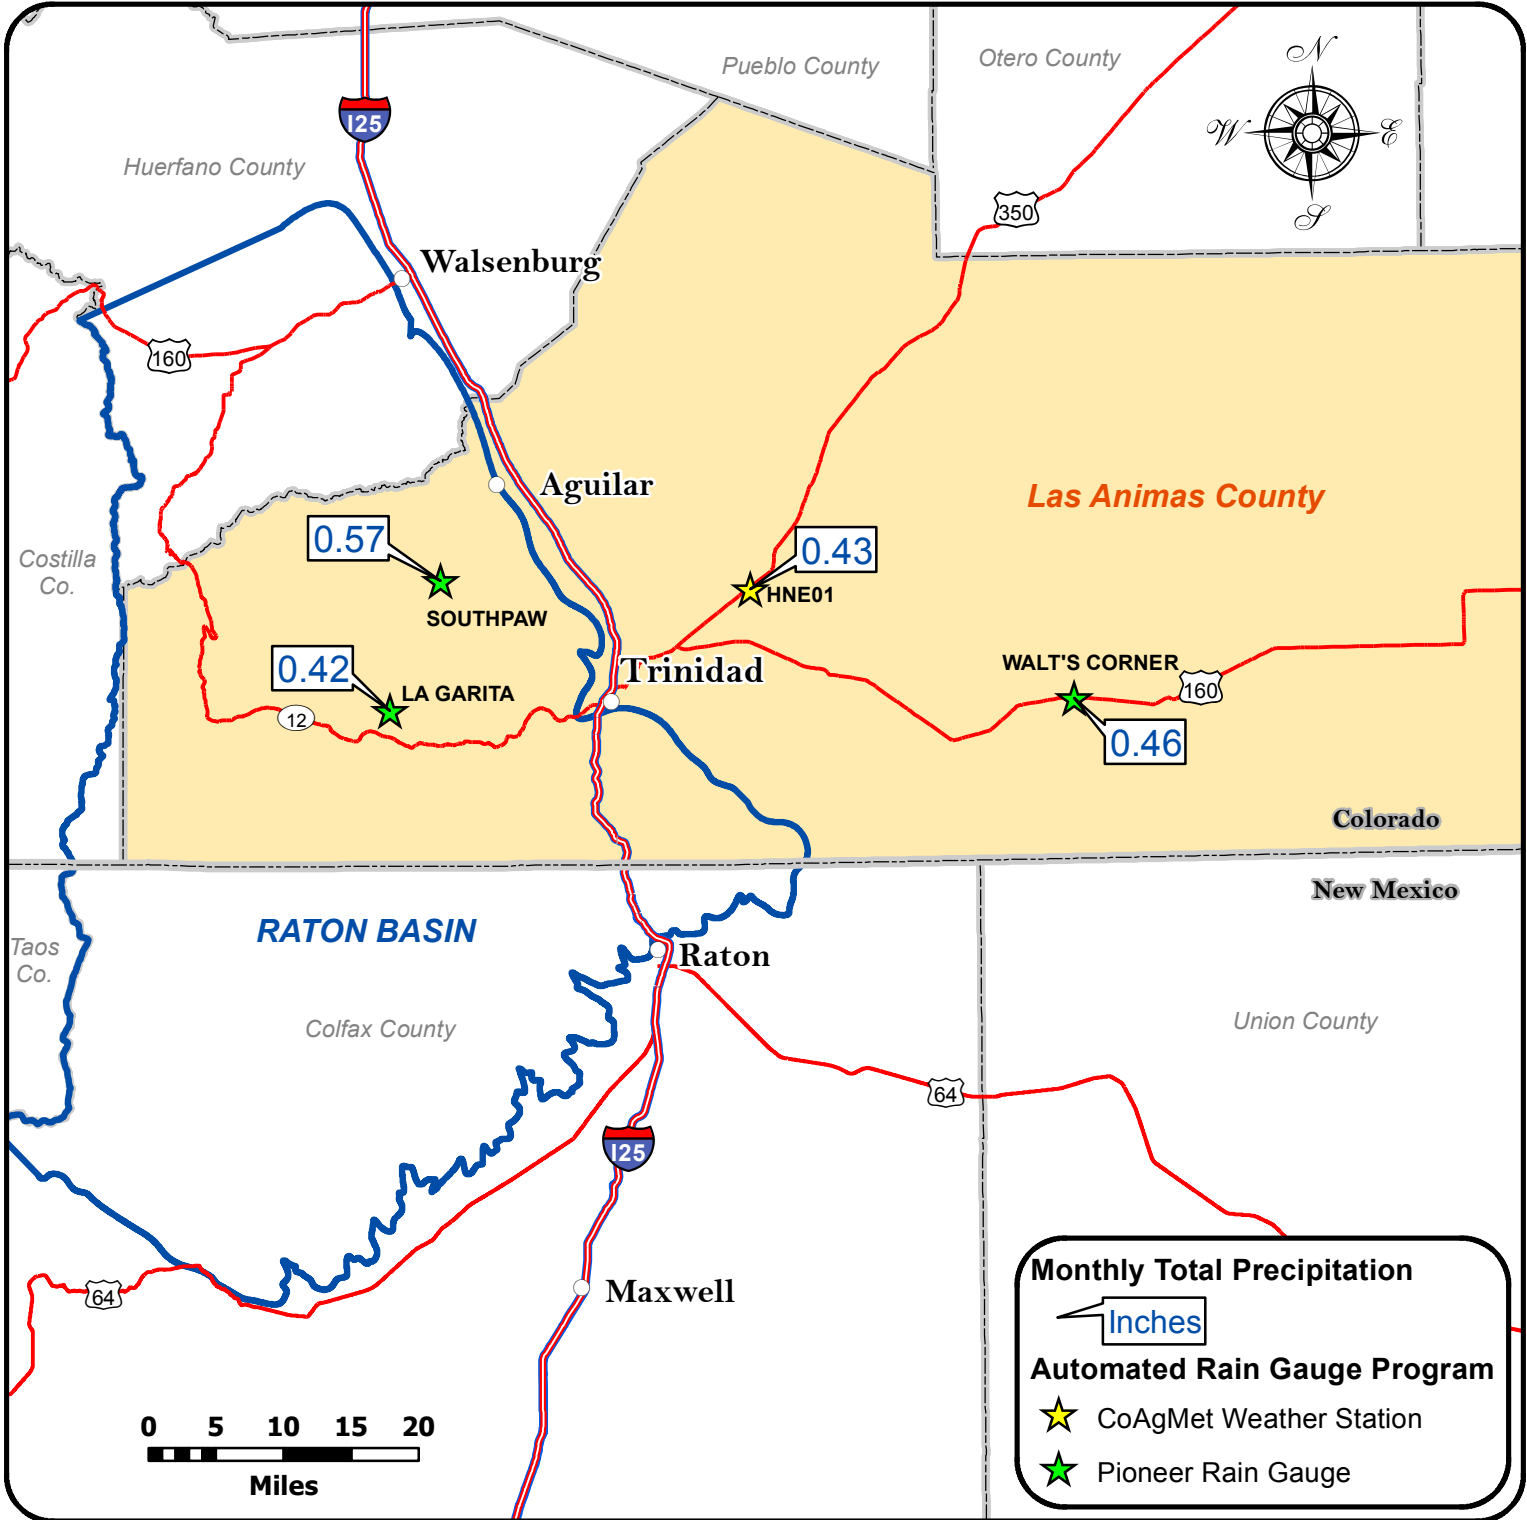 Pueblo County
Otero County
N
W
E
S
I25
Huerfano County
350
Walsenburg
160
Aguilar
Las Animas County
0.57
0.43
Costilla
Co.
HNE01
SOUTHPAW
0.42
Trinidad
WALT'S CORNER
LA GARITA
160
12
0.46
Colorado
New Mexico
RATON BASIN
Taos
Co.
Raton
Colfax County
Union County
64
I25
64
Maxwell
Monthly Total Precipitation
Inches
Automated Rain Gauge Program
CoAgMet Weather Station
Pioneer Rain Gauge
0 5 10 15 20
Miles